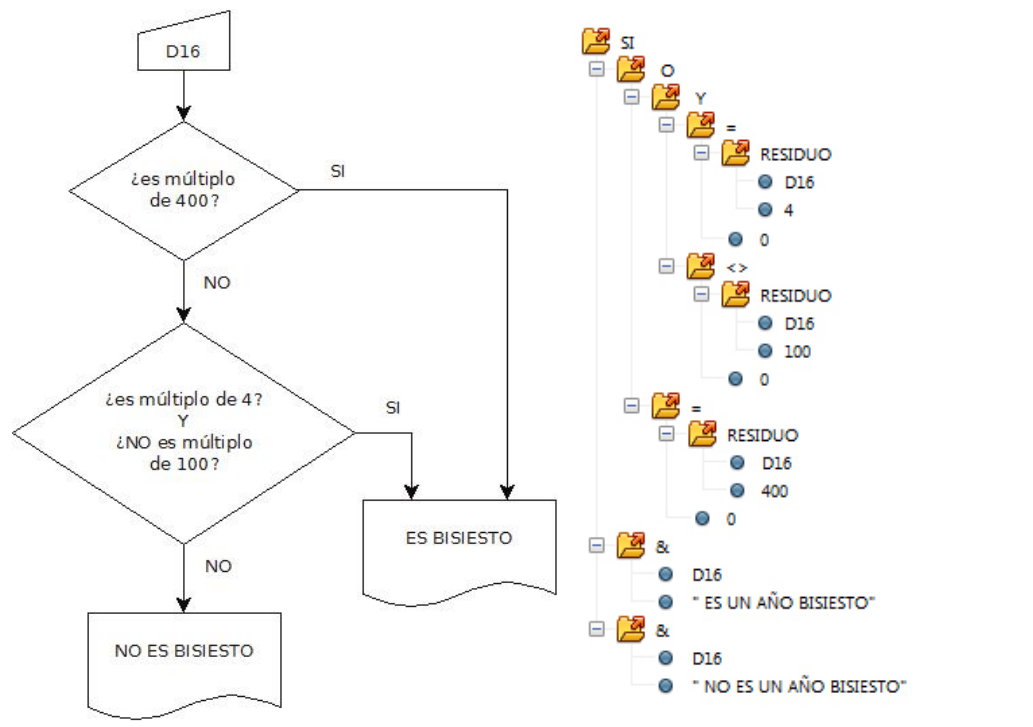 D16
¿es múltiplo
de 400?
SI
NO
¿es múltiplo de 4?
Y
¿NO es múltiplo
de 100?
SI
ES BISIESTO
NO
NO ES BISIESTO
SI
O
Y
=
RESIDUO
D16
4
0
<>
RESIDUO
D16
100
0
=
RESIDUO
D16
400
0
&
D16
" ES UN AÑO BISIESTO"
&
D16
" NO ES UN AÑO BISIESTO"